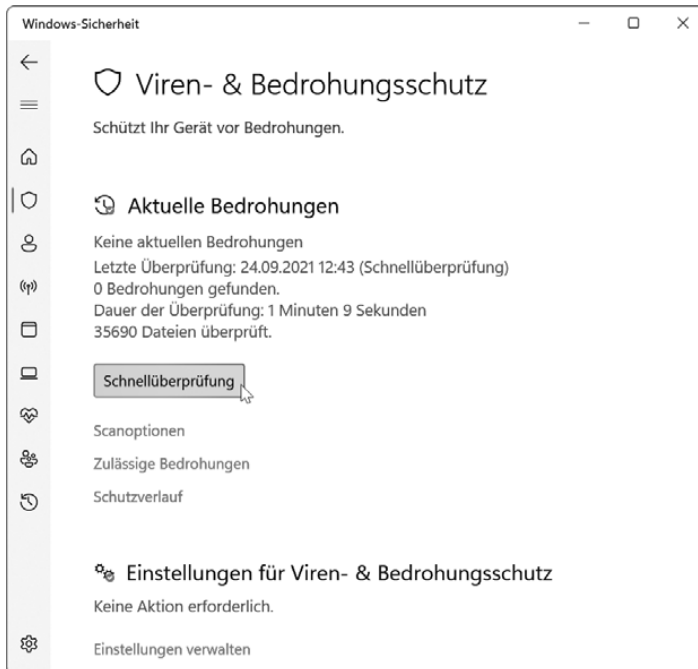 Windows-Sicherheit
Viren- & Bedrohungsschutz
Schützt Ihr Gerät vor Bedrohungen.
Aktuelle Bedrohungen
Keine aktuellen Bedrohungen
Letzte Überprüfung: 24.09.2021 12:43 (Schnellüberprüfung)
0 Bedrohungen gefunden.
Dauer der Überprüfung: 1 Minuten 9 Sekunden
35690 Dateien überprüft.
Schnellüberprüfung
Scanoptionen
Zulässige Bedrohungen
Schutzverlauf
Einstellungen für Viren- & Bedrohungsschutz
Keine Aktion erforderlich.
Einstellungen verwalten